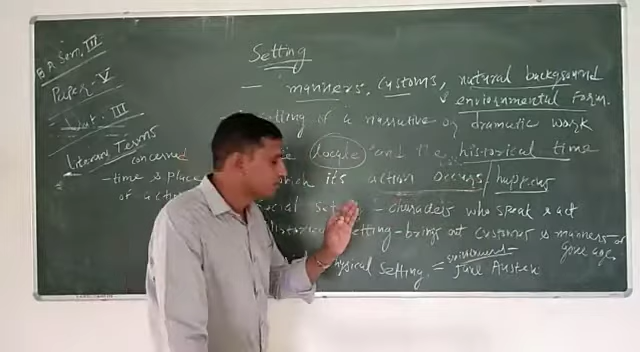 B A Sem. III
Paper - V
III
Literary Terms
concerned
- time & place
of action
Setting
- manners, customs, natural background
environmental form.
setting of a narrative or dramatic work
locale and the historical time
which its action occurs/happens
social setting - characters who speak & act
Historical setting - brings out customs & manners of
given age.
Physical setting = Jane Austen